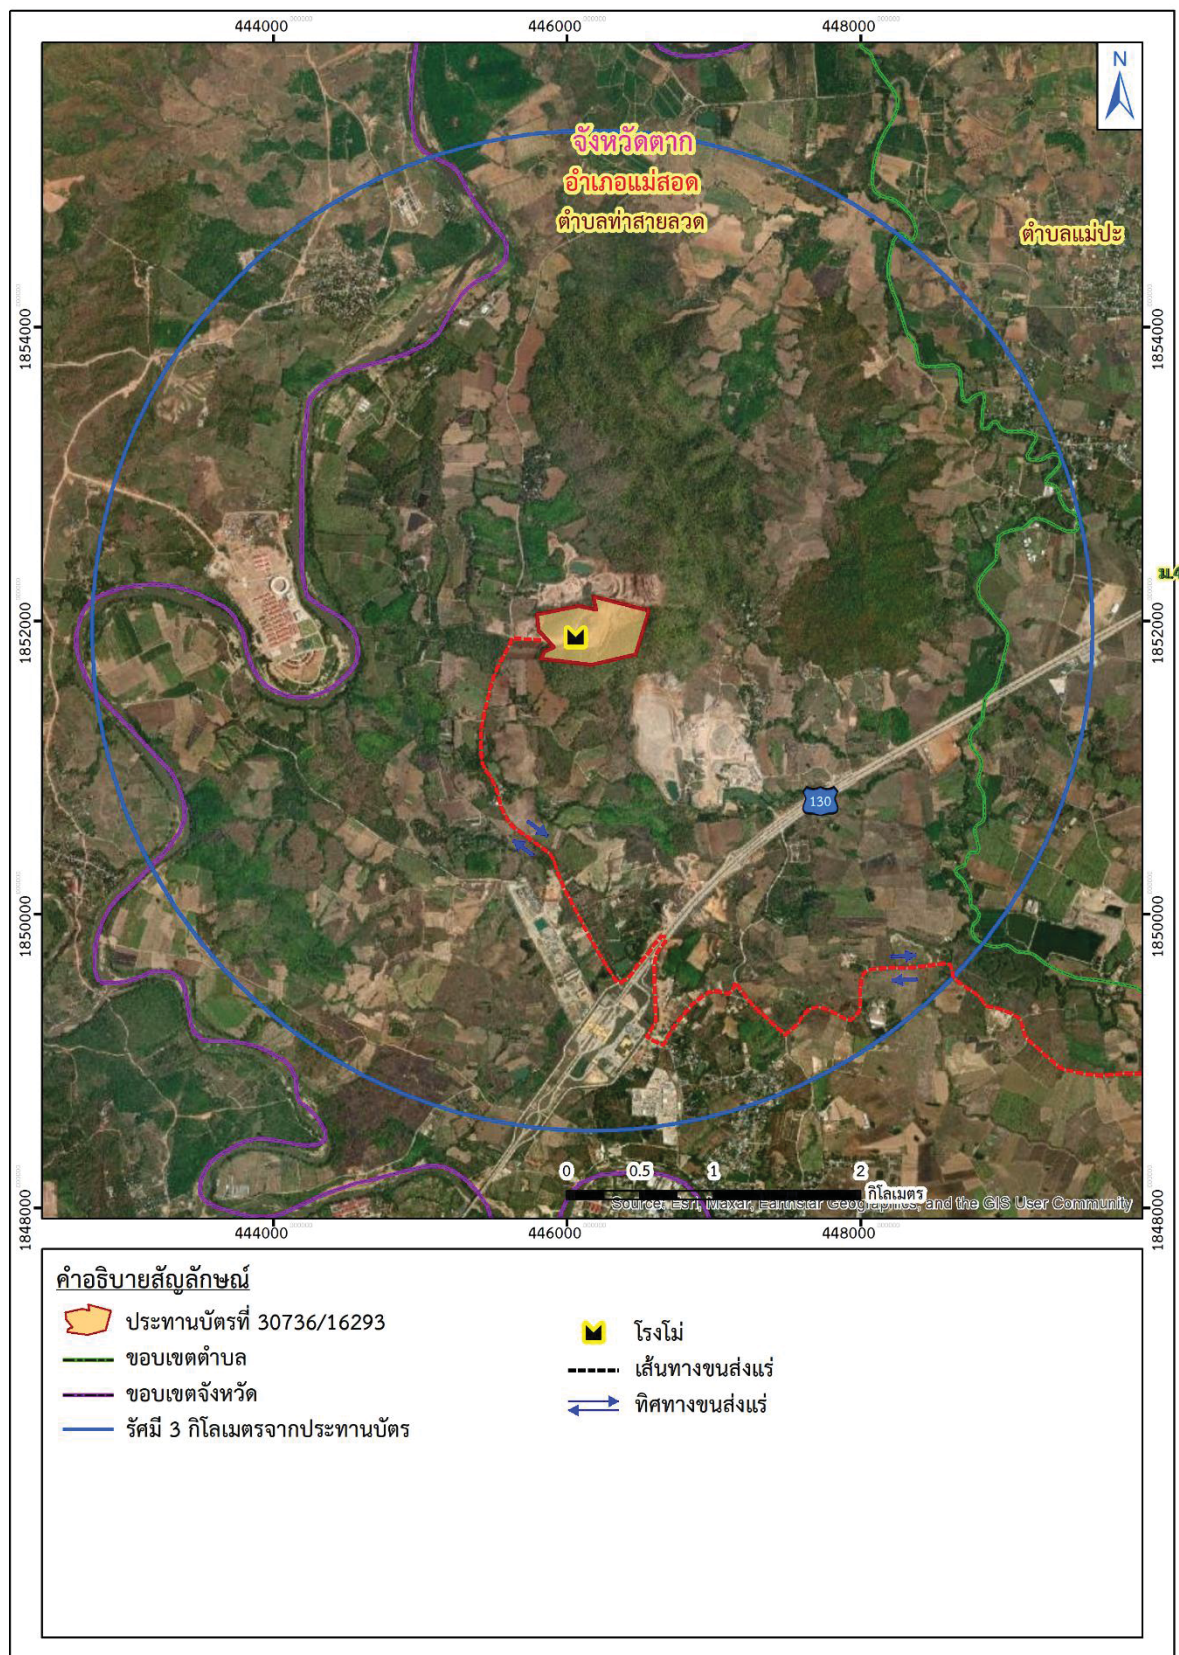 444000 446000 448000
N
จังหวัดตาก
อำเภอแม่สอด
ตำบลท่าสายลวด
ตำบลแม่ปะ
1854000 1854000
1852000 1852000
130
1850000 1850000
0 0.5 1 2
กิโลเมตร
Source: Esri, Maxar, Earthstar Geographics, and the GIS User Community
1848000 1848000
444000 446000 448000
คำอธิบายสัญลักษณ์
ประทานบัตรที่ 30736/16293
ขอบเขตตำบล
ขอบเขตจังหวัด
รัศมี 3 กิโลเมตรจากประทานบัตร
โรงโม่
เส้นทางขนส่งแร่
ทิศทางขนส่งแร่